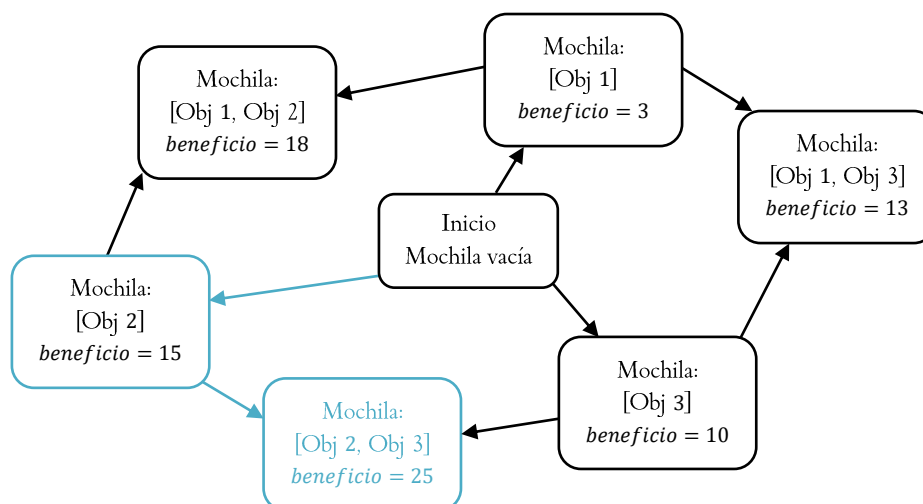 Mochila:
[Obj 1]
beneficio = 3
Mochila:
[Obj 1, Obj 2]
beneficio = 18
Mochila:
[Obj 1, Obj 3]
beneficio = 13
Inicio
Mochila vacía
Mochila:
[Obj 2]
beneficio = 15
Mochila:
[Obj 3]
beneficio = 10
Mochila:
[Obj 2, Obj 3]
beneficio = 25